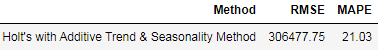 Method RMSE MAPE
Holt's with Additive Trend & Seasonality Method 306477.75 21.03